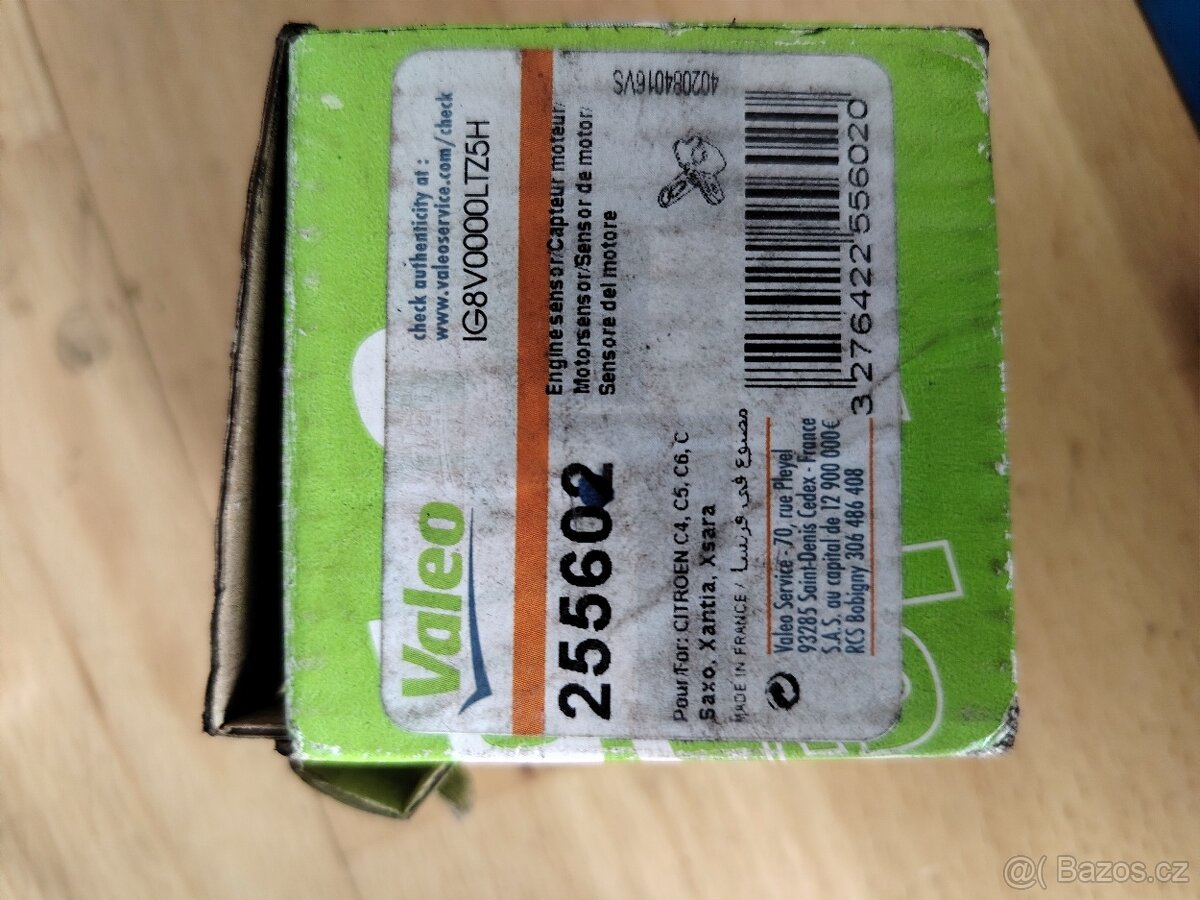 Valeo
check authenticity at :
www.valeoservice.com/check
IG8V0000LTZ5H
255602
Engine sensor/Capteur moteur/
Motorsensor/Sensor de motor/
Sensore del motore
402084016VS
Pour/For: CITROEN C4, C5, C6, C
Saxo, Xantia, Xsara
MADE IN FRANCE / مصنوع في فرنسا
Valeo Service - 70, rue Pleyel
93285 Saint-Denis Cedex - France
S.A.S. au capital de 12 900 000€
RCS Bobigny 306 486 408
3 276422 556020
@( Bazos.cz